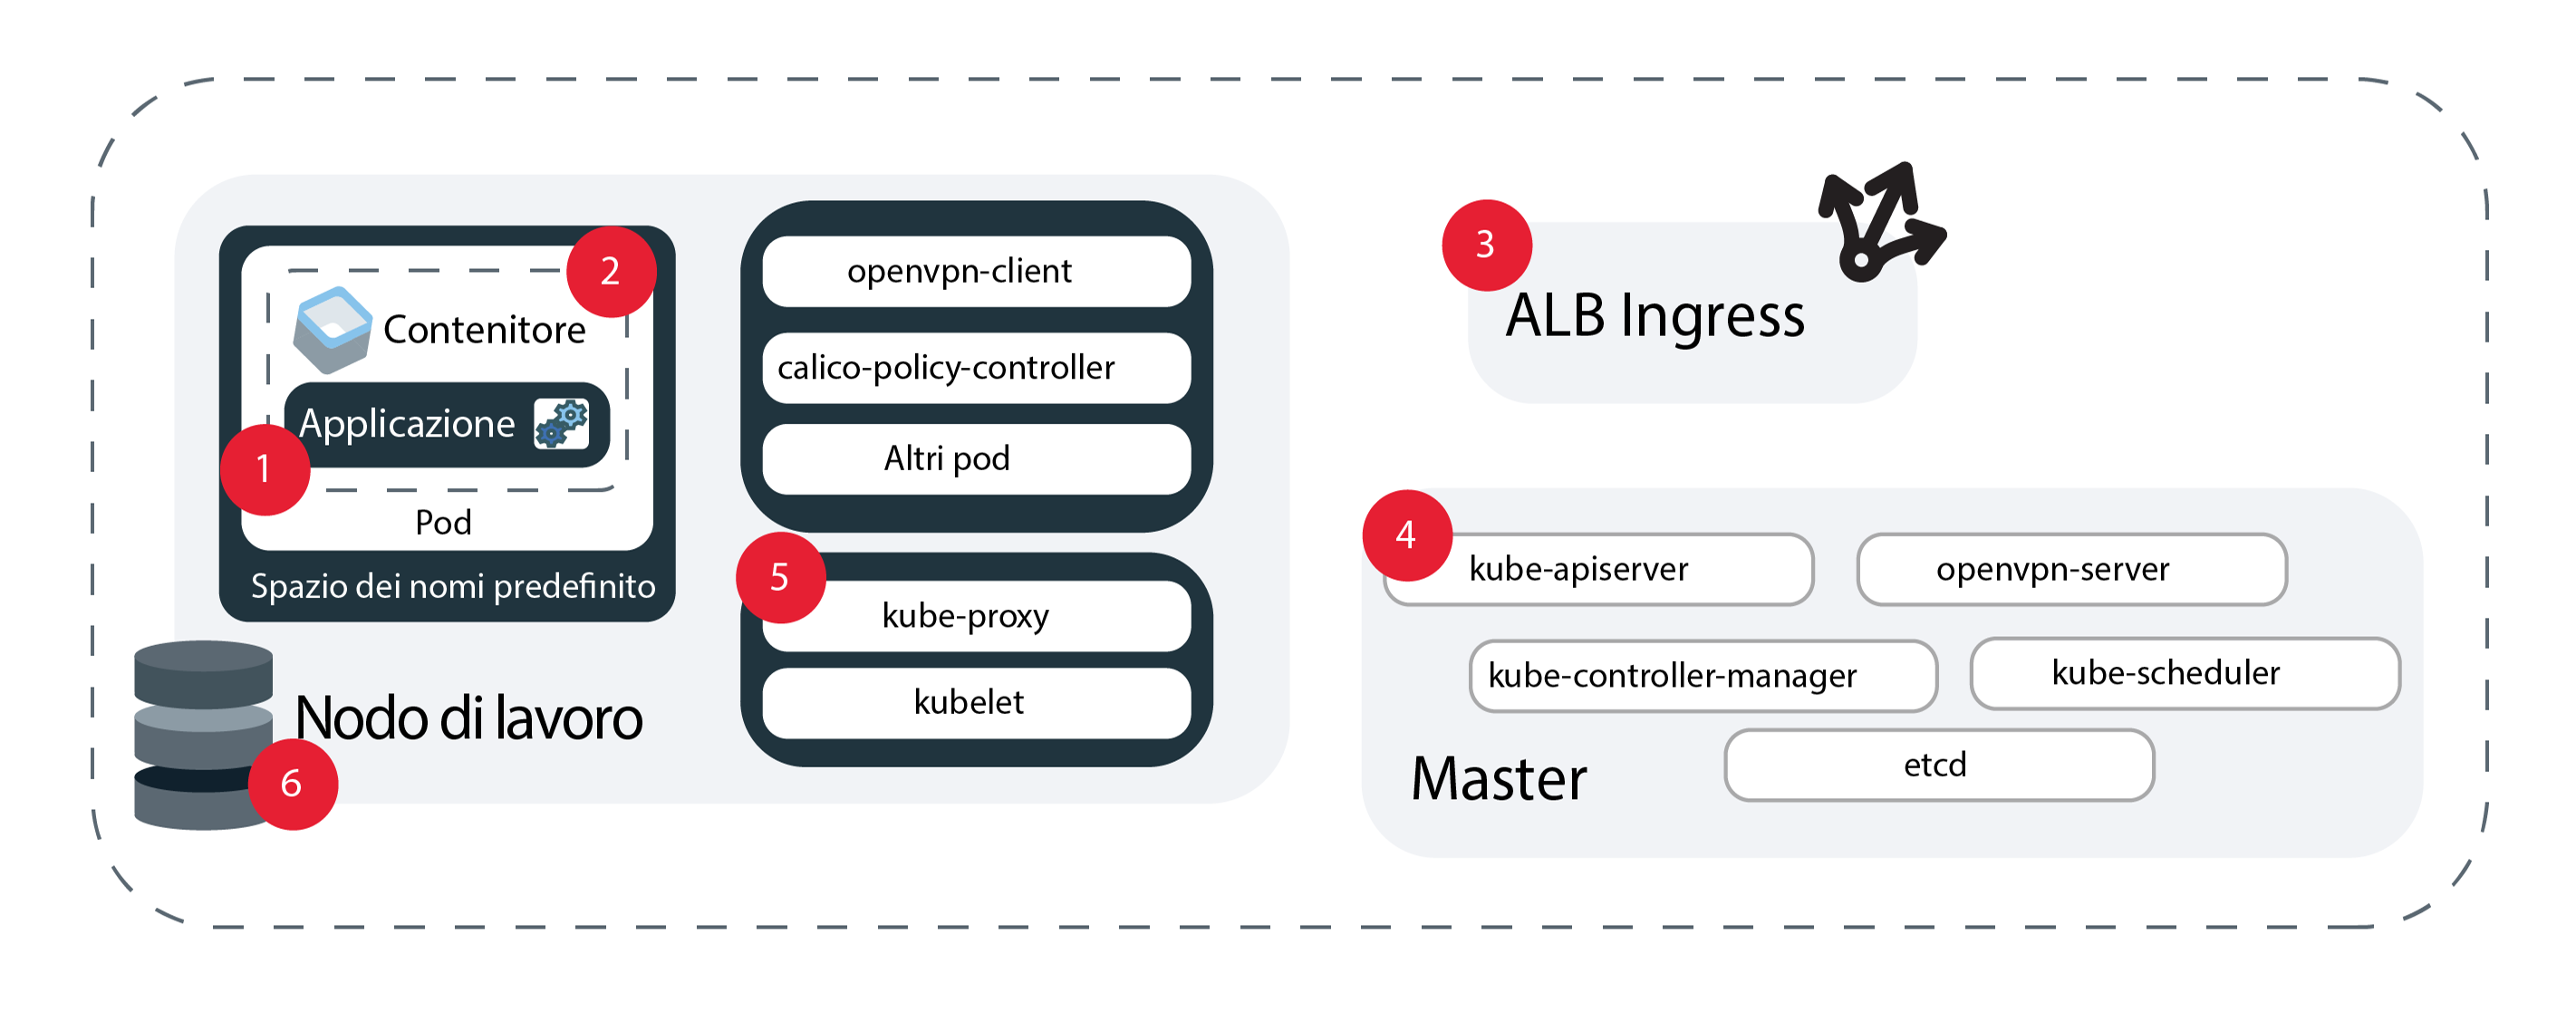 2
Contenitore
Applicazione
1
Pod
Spazio dei nomi predefinito
Nodo di lavoro
6
openvpn-client
calico-policy-controller
Altri pod
5
kube-proxy
kubelet
3
ALB Ingress
4
kube-apiserver
openvpn-server
kube-controller-manager
kube-scheduler
etcd
Master